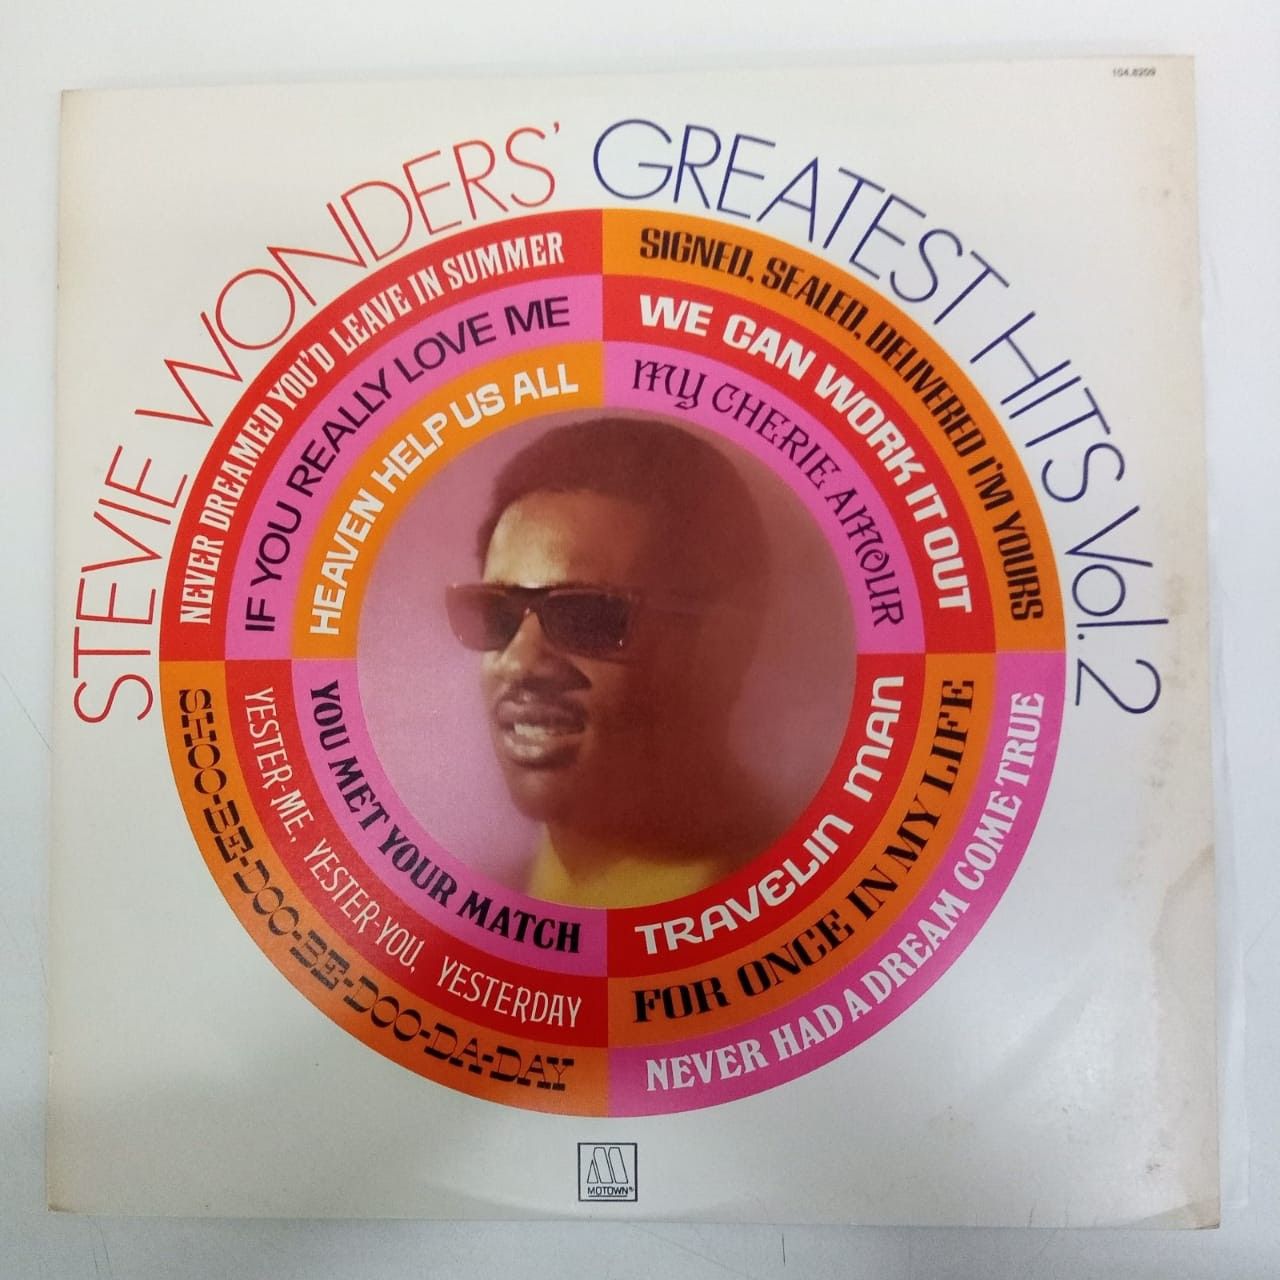 104.8209
STEVIE WONDERS' GREATEST HITS Vol. 2
NEVER DREAMED YOU'D LEAVE IN SUMMER
IF YOU REALLY LOVE ME
HEAVEN HELP US ALL
SIGNED, SEALED, DELIVERED I'M YOURS
WE CAN WORK IT OUT
MY CHERIE AMOUR
TRAVELIN MAN
FOR ONCE IN MY LIFE
NEVER HAD A DREAM COME TRUE
YOU MET YOUR MATCH
YESTER-ME, YESTER-YOU, YESTERDAY
SHOO-BE-DOO-BE-DOO-DA-DAY
M
MOTOWN®